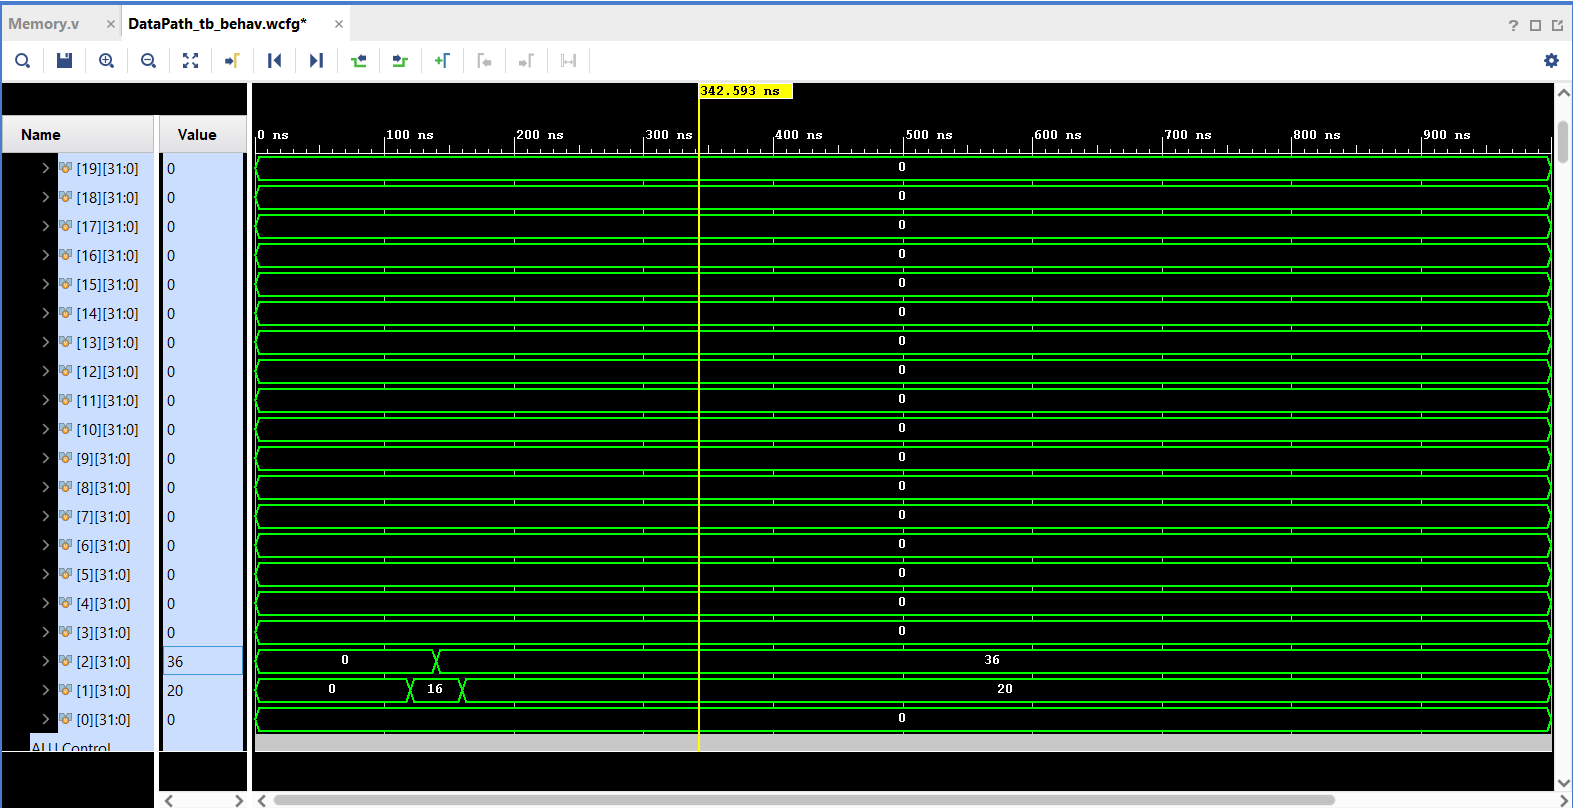 Memory.v × DataPath_tb_behav.wcfg* ×
?
342.593 ns
Name Value 0 ns 100 ns 200 ns 300 ns 400 ns 500 ns 600 ns 700 ns 800 ns 900 ns
[19][31:0] 0 0
[18][31:0] 0 0
[17][31:0] 0 0
[16][31:0] 0 0
[15][31:0] 0 0
[14][31:0] 0 0
[13][31:0] 0 0
[12][31:0] 0 0
[11][31:0] 0 0
[10][31:0] 0 0
[9][31:0] 0 0
[8][31:0] 0 0
[7][31:0] 0 0
[6][31:0] 0 0
[5][31:0] 0 0
[4][31:0] 0 0
[3][31:0] 0 0
[2][31:0] 36 0 36
[1][31:0] 20 0 16 20
[0][31:0] 0 0
ALU Control